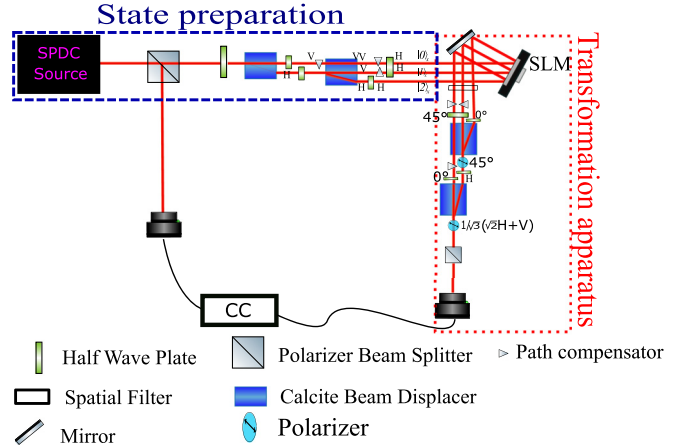 State preparation
SPDC
Source
V
H
VV
H
H
V
H
H
|0⟩
|1⟩
|2⟩
SLM
Transformation apparatus
45°
0°
45°
0°
H
1/√3(√2H+V)
CC
Half Wave Plate
Polarizer Beam Splitter
Path compensator
Spatial Filter
Calcite Beam Displacer
Mirror
Polarizer